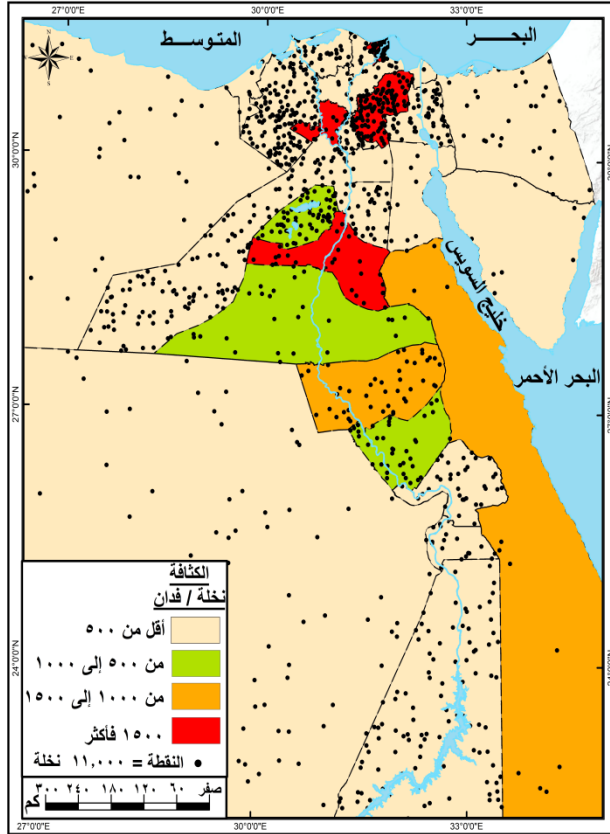 27°0'0"E 30°0'0"E 33°0'0"E
البحـــــر المتوســـط
30°0'0"N
خليج السويس
البحر الأحمر
27°0'0"N
24°0'0"N
الكثافة
نخلة / فدان
أقل من ٥٠٠
من ٥٠٠ إلى ١٠٠٠
من ١٠٠٠ إلى ١٥٠٠
١٥٠٠ فأكثر
النقطة = ١١,٠٠٠ نخلة
صفر ٦٠ ١٢٠ ١٨٠ ٢٤٠ ٣٠٠
كم
27°0'0"E 30°0'0"E 33°0'0"E